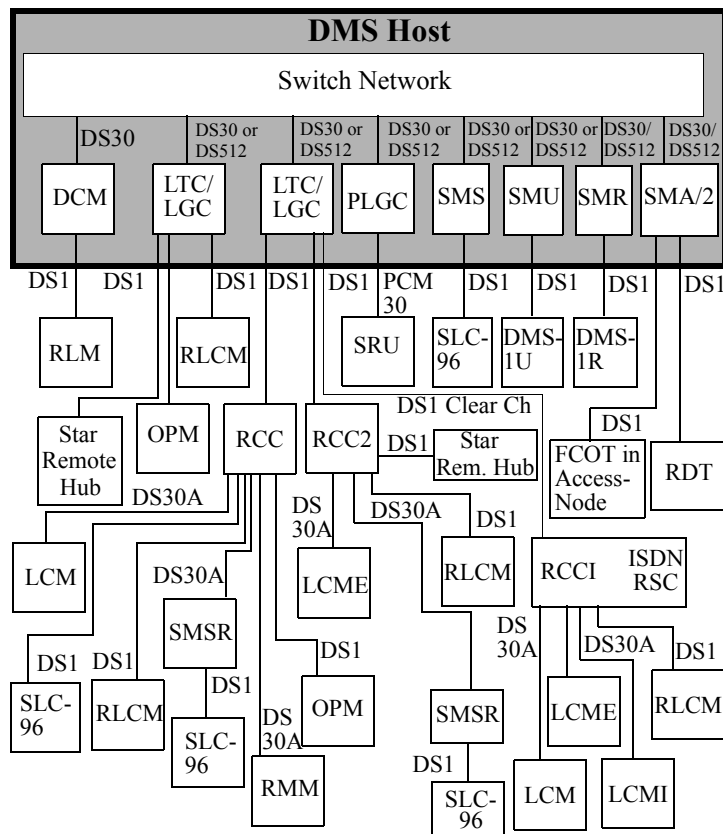 DMS Host
Switch Network
DS30
DS30 or
DS512
DS30 or
DS512
DS30 or
DS512
DS30 or
DS512
DS30 or
DS512
DS30/
DS512
DS30/
DS512
DCM
LTC/
LGC
LTC/
LGC
PLGC
SMS
SMU
SMR
SMA/2
DS1
DS1
DS1
DS1
DS1
PCM
30
DS1
DS1
DS1
DS1
RLM
RLCM
SRU
SLC-
96
DMS-
1U
DMS-
1R
DS1 Clear Ch
DS1
Star
Remote
Hub
OPM
RCC
RCC2
DS1
Star
Rem. Hub
FCOT in
Access-
Node
RDT
DS30A
DS
30A
DS30A
DS1
LCM
DS30A
LCME
RLCM
RCCI
ISDN
RSC
SMSR
DS
30A
DS30A
DS1
DS1
DS1
DS1
DS1
SLC-
96
RLCM
SLC-
96
DS
30A
OPM
SMSR
LCME
RLCM
RMM
DS1
SLC-
96
LCM
LCMI